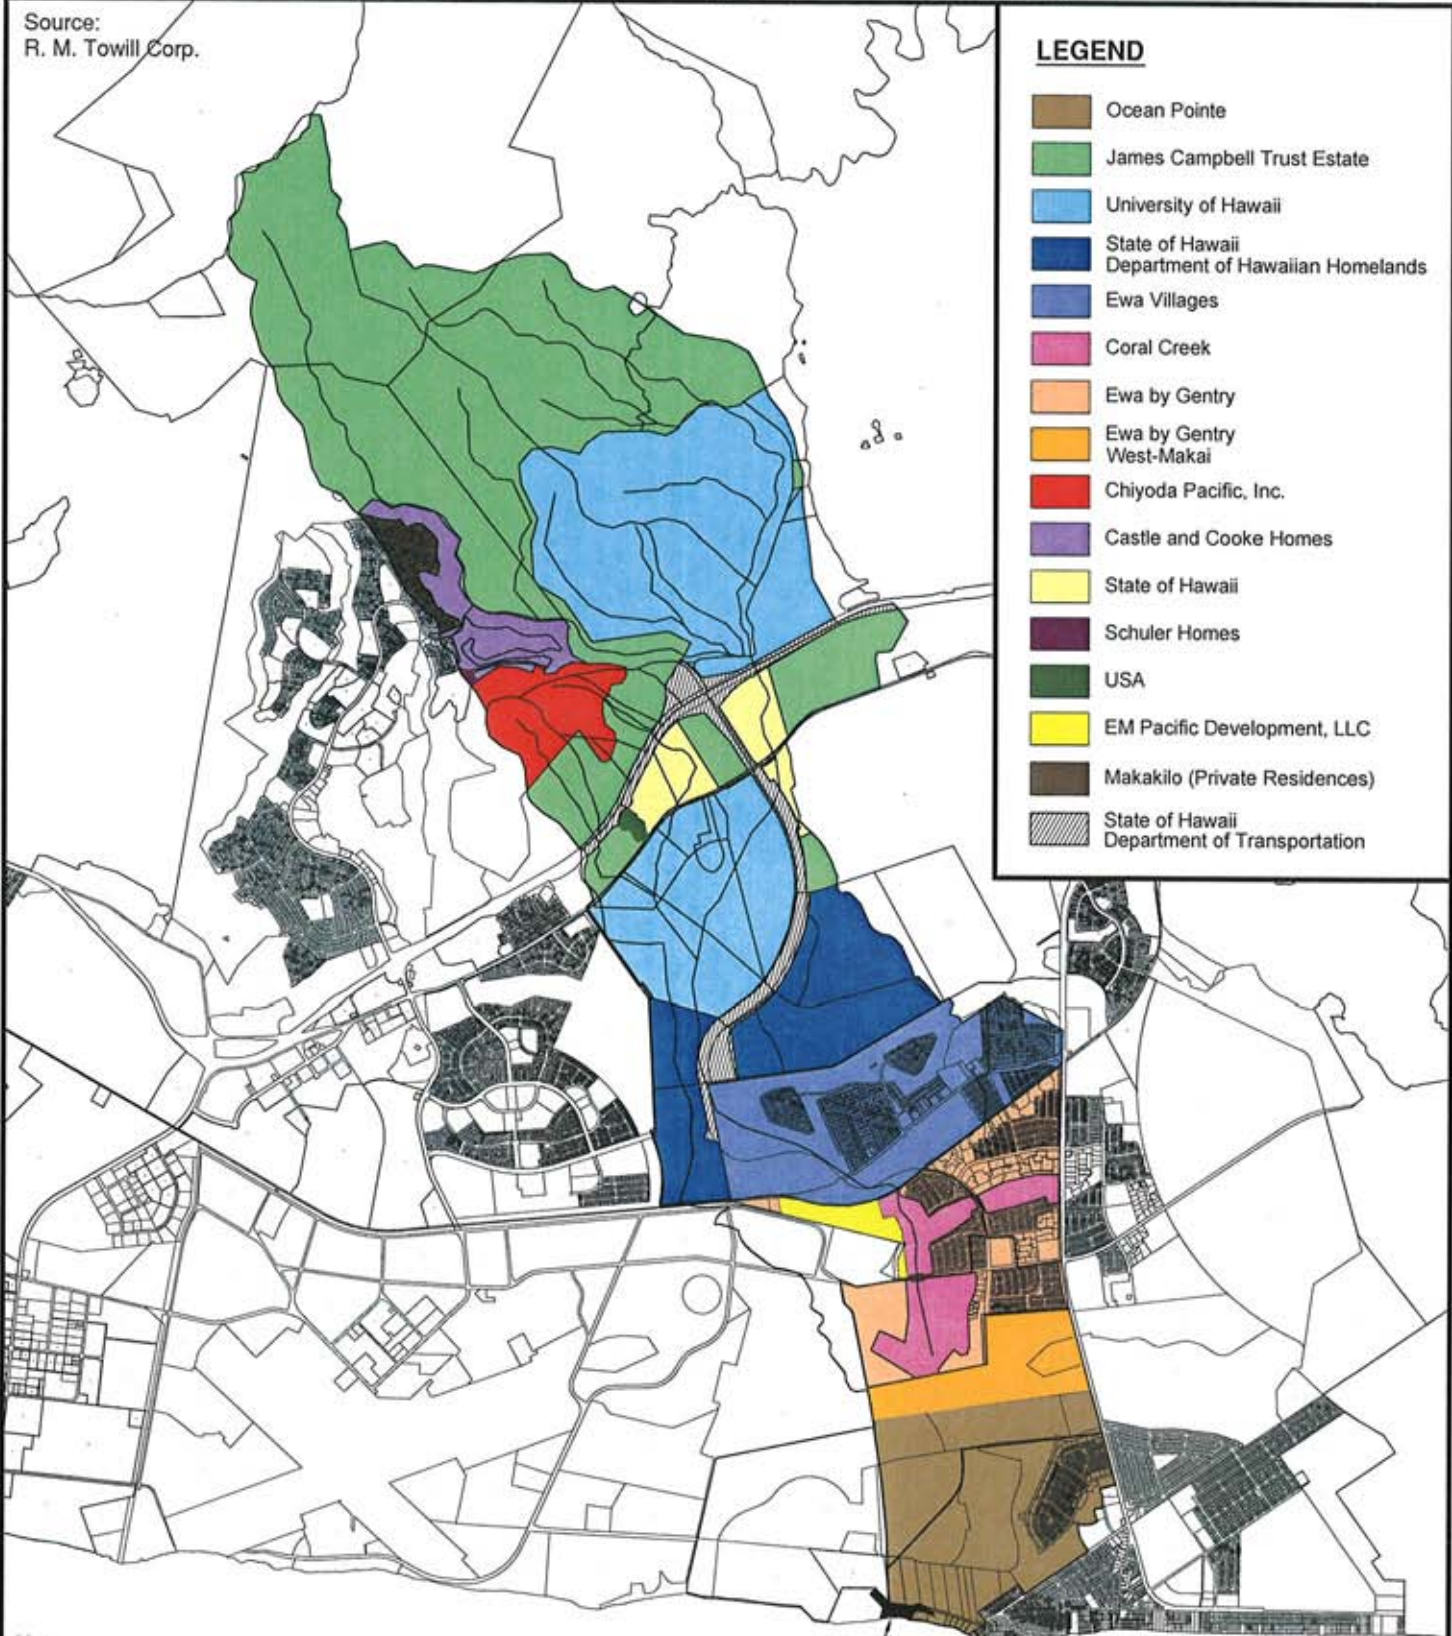 Source:
R. M. Towill Corp.
LEGEND
Ocean Pointe
James Campbell Trust Estate
University of Hawaii
State of Hawaii
Department of Hawaiian Homelands
Ewa Villages
Coral Creek
Ewa by Gentry
Ewa by Gentry
West-Makai
Chiyoda Pacific, Inc.
Castle and Cooke Homes
State of Hawaii
Schuler Homes
USA
EM Pacific Development, LLC
Makakilo (Private Residences)
State of Hawaii
Department of Transportation